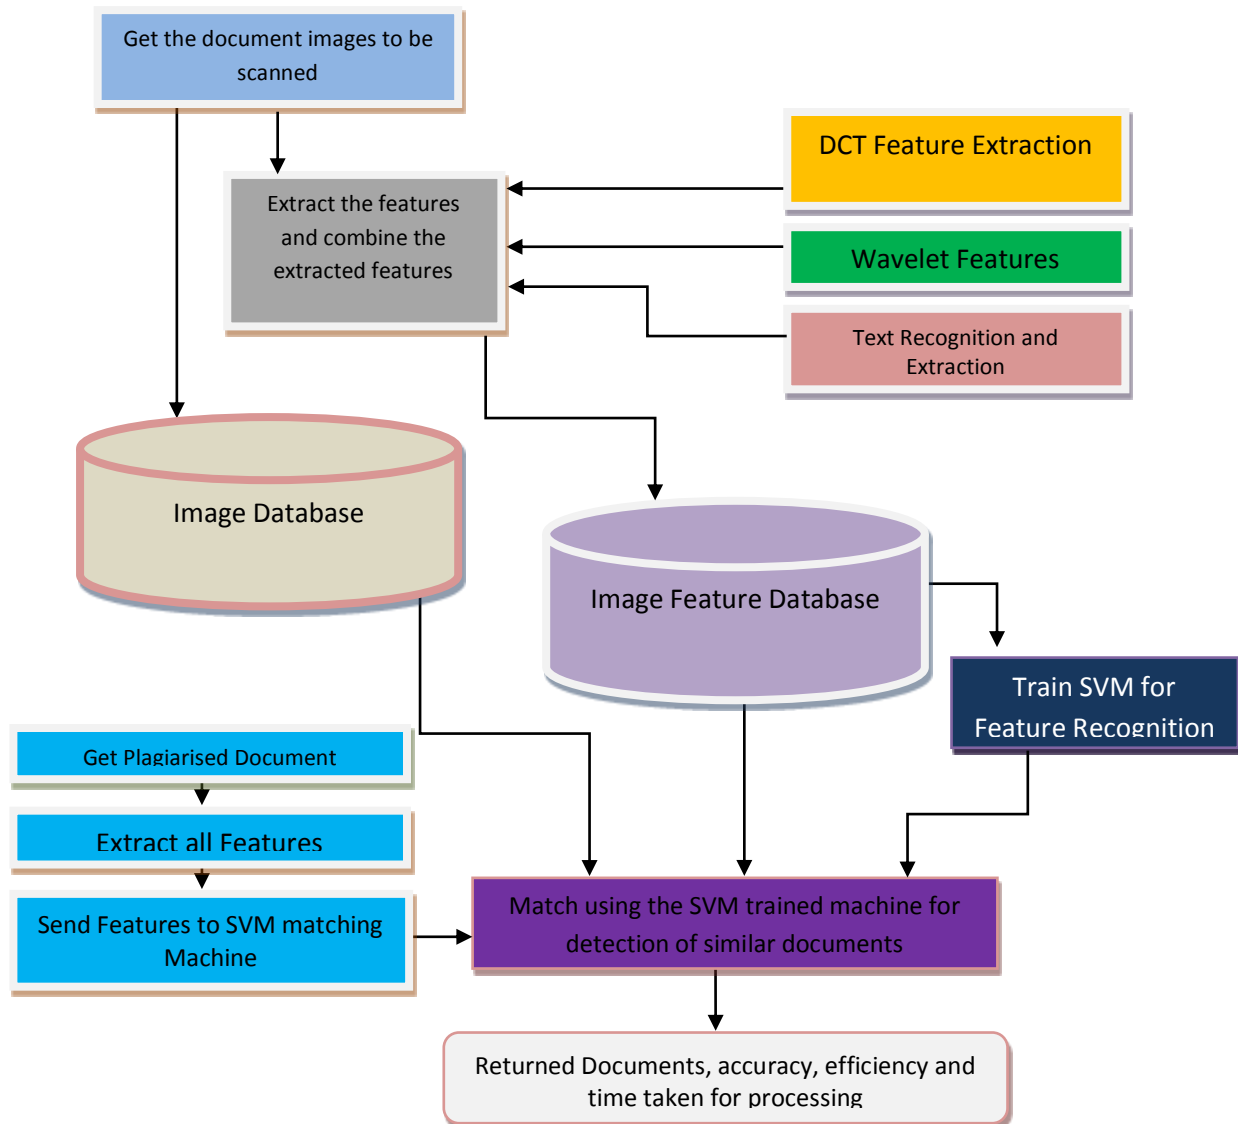 Get the document images to be
scanned
DCT Feature Extraction
Extract the features
and combine the
extracted features
Wavelet Features
Text Recognition and
Extraction
Image Database
Image Feature Database
Train SVM for
Feature Recognition
Get Plagiarised Document
Extract all Features
Send Features to SVM matching
Machine
Match using the SVM trained machine for
detection of similar documents
Returned Documents, accuracy, efficiency and
time taken for processing